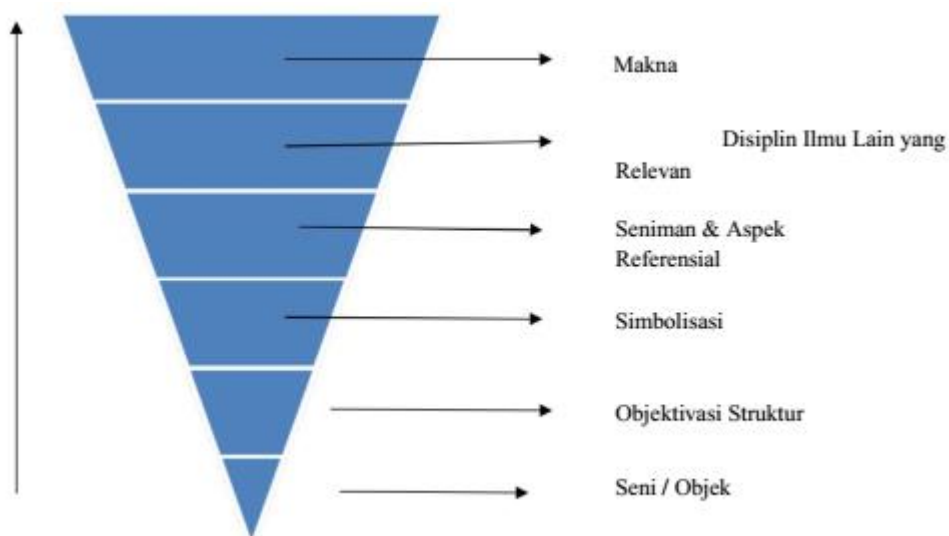 Makna
Disiplin Ilmu Lain yang
Relevan
Seniman & Aspek
Referensial
Simbolisasi
Objektivasi Struktur
Seni / Objek